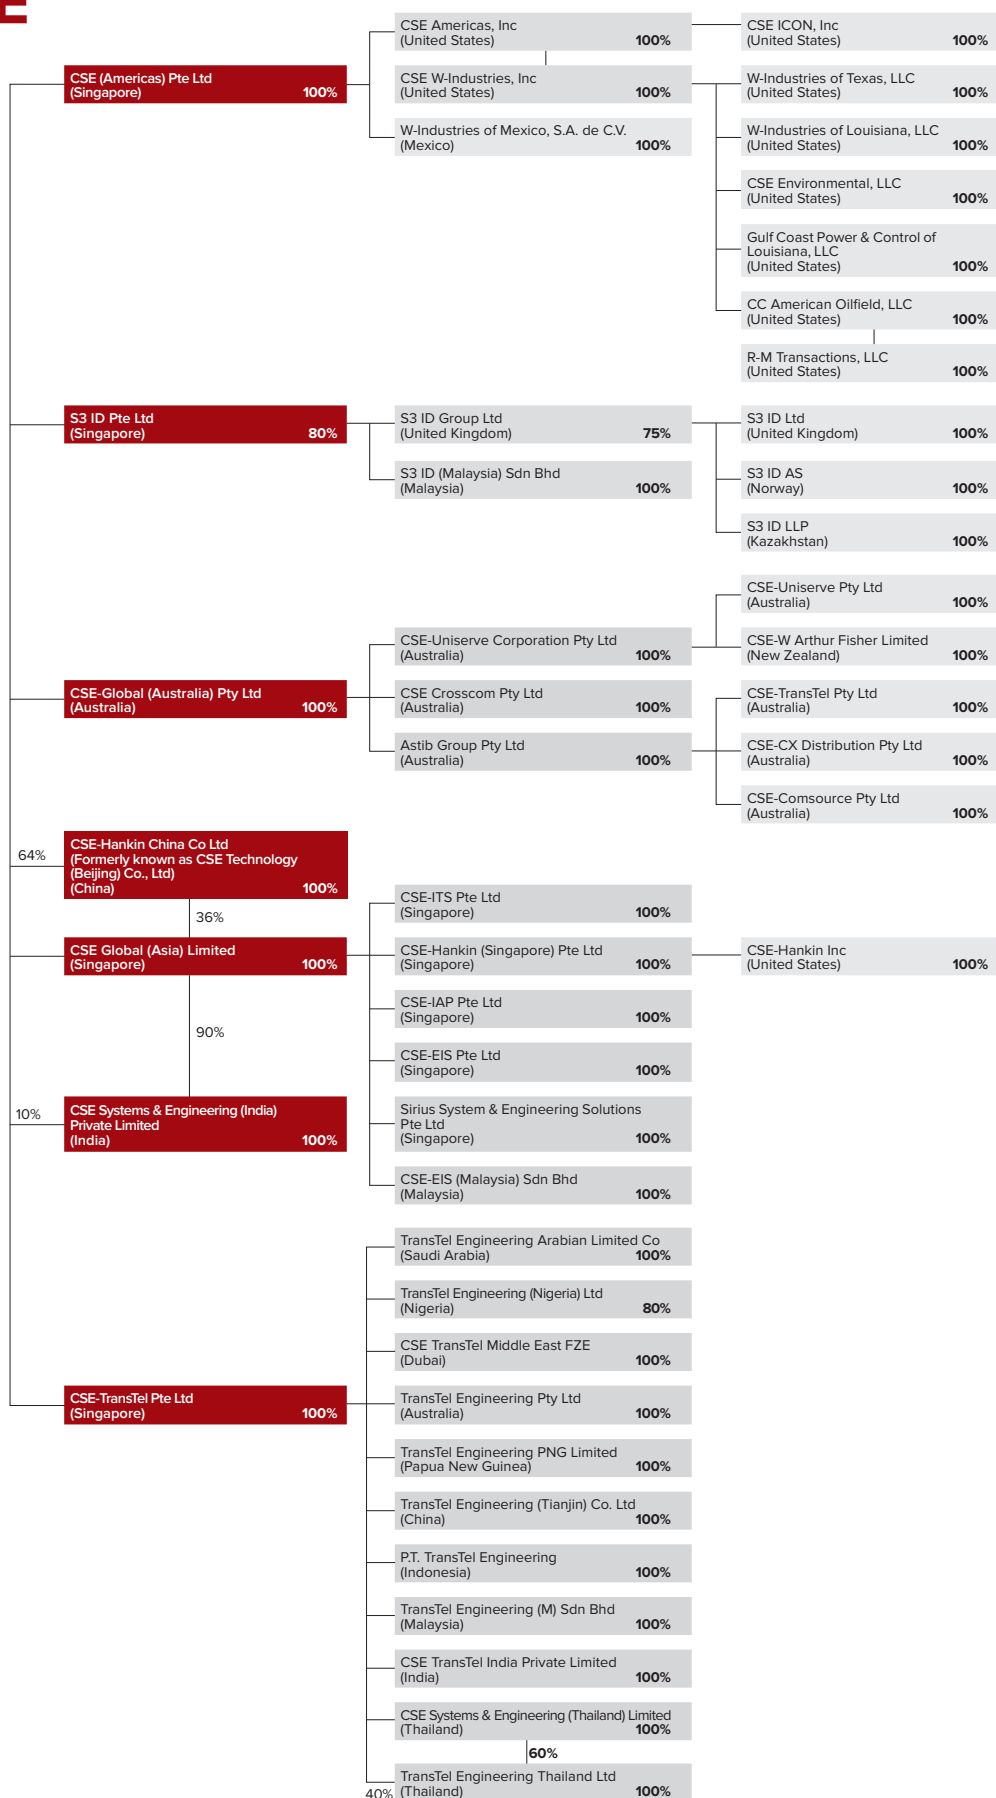 CSE Americas, Inc
(United States) 100%
CSE ICON, Inc
(United States) 100%
CSE (Americas) Pte Ltd
(Singapore) 100%
CSE W-Industries, Inc
(United States) 100%
W-Industries of Texas, LLC
(United States) 100%
W-Industries of Mexico, S.A. de C.V.
(Mexico) 100%
W-Industries of Louisiana, LLC
(United States) 100%
CSE Environmental, LLC
(United States) 100%
Gulf Coast Power & Control of
Louisiana, LLC
(United States) 100%
CC American Oilfield, LLC
(United States) 100%
R-M Transactions, LLC
(United States) 100%
S3 ID Pte Ltd
(Singapore) 80%
S3 ID Group Ltd
(United Kingdom) 75%
S3 ID Ltd
(United Kingdom) 100%
S3 ID (Malaysia) Sdn Bhd
(Malaysia) 100%
S3 ID AS
(Norway) 100%
S3 ID LLP
(Kazakhstan) 100%
CSE-Uniserve Pty Ltd
(Australia) 100%
CSE-Uniserve Corporation Pty Ltd
(Australia) 100%
CSE-W Arthur Fisher Limited
(New Zealand) 100%
CSE-Global (Australia) Pty Ltd
(Australia) 100%
CSE Crosscom Pty Ltd
(Australia) 100%
CSE-TransTel Pty Ltd
(Australia) 100%
Astib Group Pty Ltd
(Australia) 100%
CSE-CX Distribution Pty Ltd
(Australia) 100%
CSE-Comsource Pty Ltd
(Australia) 100%
64%
CSE-Hankin China Co Ltd
(Formerly known as CSE Technology
(Beijing) Co., Ltd)
(China) 100%
36%
CSE-ITS Pte Ltd
(Singapore) 100%
CSE Global (Asia) Limited
(Singapore) 100%
CSE-Hankin (Singapore) Pte Ltd
(Singapore) 100%
CSE-Hankin Inc
(United States) 100%
90%
CSE-IAP Pte Ltd
(Singapore) 100%
CSE-EIS Pte Ltd
(Singapore) 100%
10%
CSE Systems & Engineering (India)
Private Limited
(India) 100%
Sirius System & Engineering Solutions
Pte Ltd
(Singapore) 100%
CSE-EIS (Malaysia) Sdn Bhd
(Malaysia) 100%
TransTel Engineering Arabian Limited Co
(Saudi Arabia) 100%
TransTel Engineering (Nigeria) Ltd
(Nigeria) 80%
CSE TransTel Middle East FZE
(Dubai) 100%
CSE-TransTel Pte Ltd
(Singapore) 100%
TransTel Engineering Pty Ltd
(Australia) 100%
TransTel Engineering PNG Limited
(Papua New Guinea) 100%
TransTel Engineering (Tianjin) Co. Ltd
(China) 100%
P.T. TransTel Engineering
(Indonesia) 100%
TransTel Engineering (M) Sdn Bhd
(Malaysia) 100%
CSE TransTel India Private Limited
(India) 100%
CSE Systems & Engineering (Thailand) Limited
(Thailand) 100%
60%
TransTel Engineering Thailand Ltd
40% (Thailand) 100%